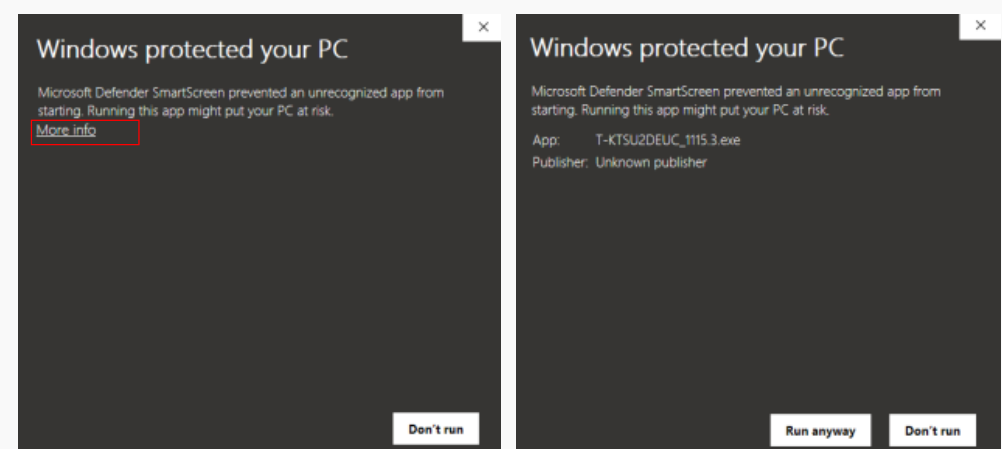 Windows protected your PC
Microsoft Defender SmartScreen prevented an unrecognized app from
starting. Running this app might put your PC at risk.
More info
Don't run
Windows protected your PC
Microsoft Defender SmartScreen prevented an unrecognized app from
starting. Running this app might put your PC at risk.
App: T-KTSU2DEUC_1115.3.exe
Publisher: Unknown publisher
Run anyway Don't run